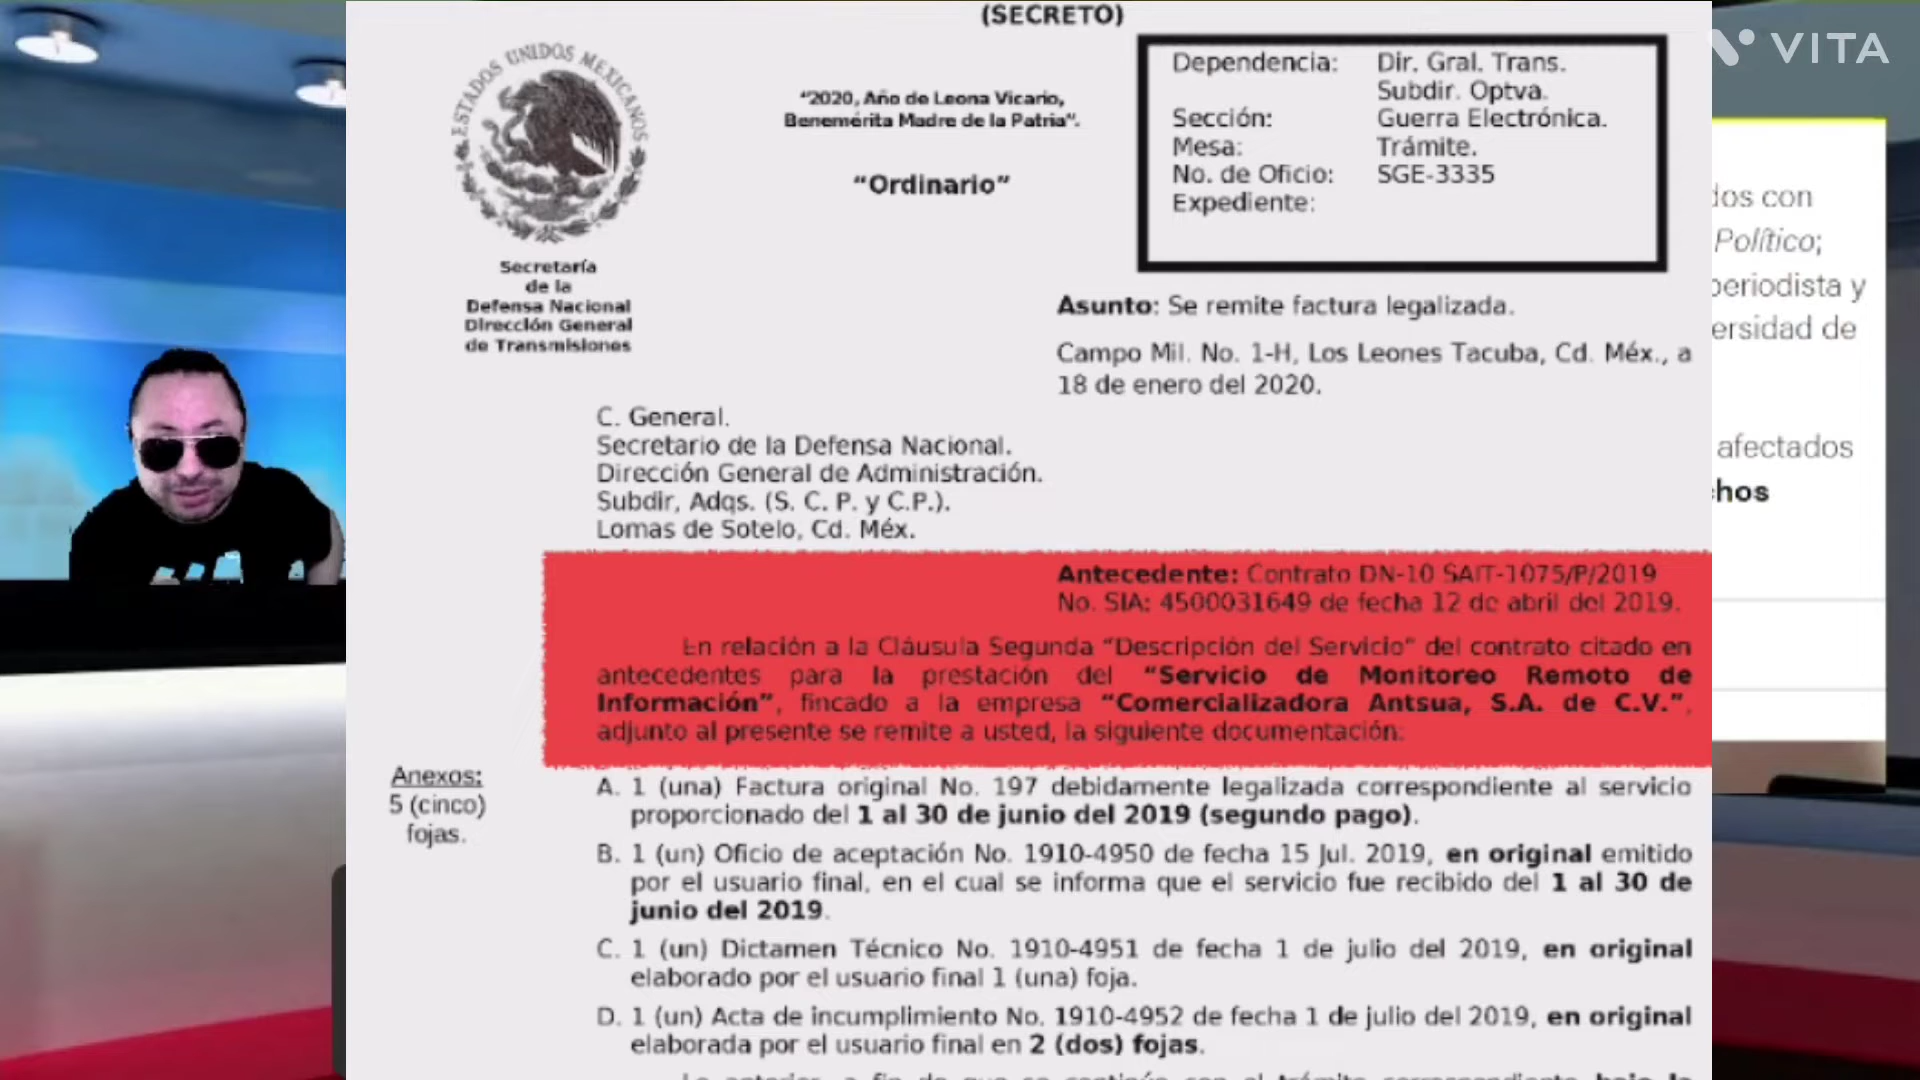 (SECRETO)
ESTADOS UNIDOS MEXICANOS
"2020, Año de Leona Vicario,
Benemérita Madre de la Patria".
"Ordinario"
Secretaría
de la
Defensa Nacional
Dirección General
de Transmisiones
Dependencia: Dir. Gral. Trans.
Subdir. Optva.
Sección: Guerra Electrónica.
Mesa: Trámite.
No. de Oficio: SGE-3335
Expediente:
VITA
Asunto: Se remite factura legalizada.
Campo Mil. No. 1-H, Los Leones Tacuba, Cd. Méx., a
18 de enero del 2020.
C. General.
Secretario de la Defensa Nacional.
Dirección General de Administración.
Subdir, Adqs. (S. C. P. y C.P.).
Lomas de Sotelo, Cd. Méx.
Antecedente: Contrato DN-10 SAIT-1075/P/2019
No. SIA: 4500031649 de fecha 12 de abril del 2019.
En relación a la Cláusula Segunda "Descripción del Servicio" del contrato citado en
antecedentes para la prestación del "Servicio de Monitoreo Remoto de
Información", fincado a la empresa "Comercializadora Antsua, S.A. de C.V.",
adjunto al presente se remite a usted, la siguiente documentación:
Anexos:
5 (cinco)
fojas.
A. 1 (una) Factura original No. 197 debidamente legalizada correspondiente al servicio
proporcionado del 1 al 30 de junio del 2019 (segundo pago).
B. 1 (un) Oficio de aceptación No. 1910-4950 de fecha 15 Jul. 2019, en original emitido
por el usuario final, en el cual se informa que el servicio fue recibido del 1 al 30 de
junio del 2019.
C. 1 (un) Dictamen Técnico No. 1910-4951 de fecha 1 de julio del 2019, en original
elaborado por el usuario final 1 (una) foja.
D. 1 (un) Acta de incumplimiento No. 1910-4952 de fecha 1 de julio del 2019, en original
elaborada por el usuario final en 2 (dos) fojas.
con
Político;
periodista y
de
afectados